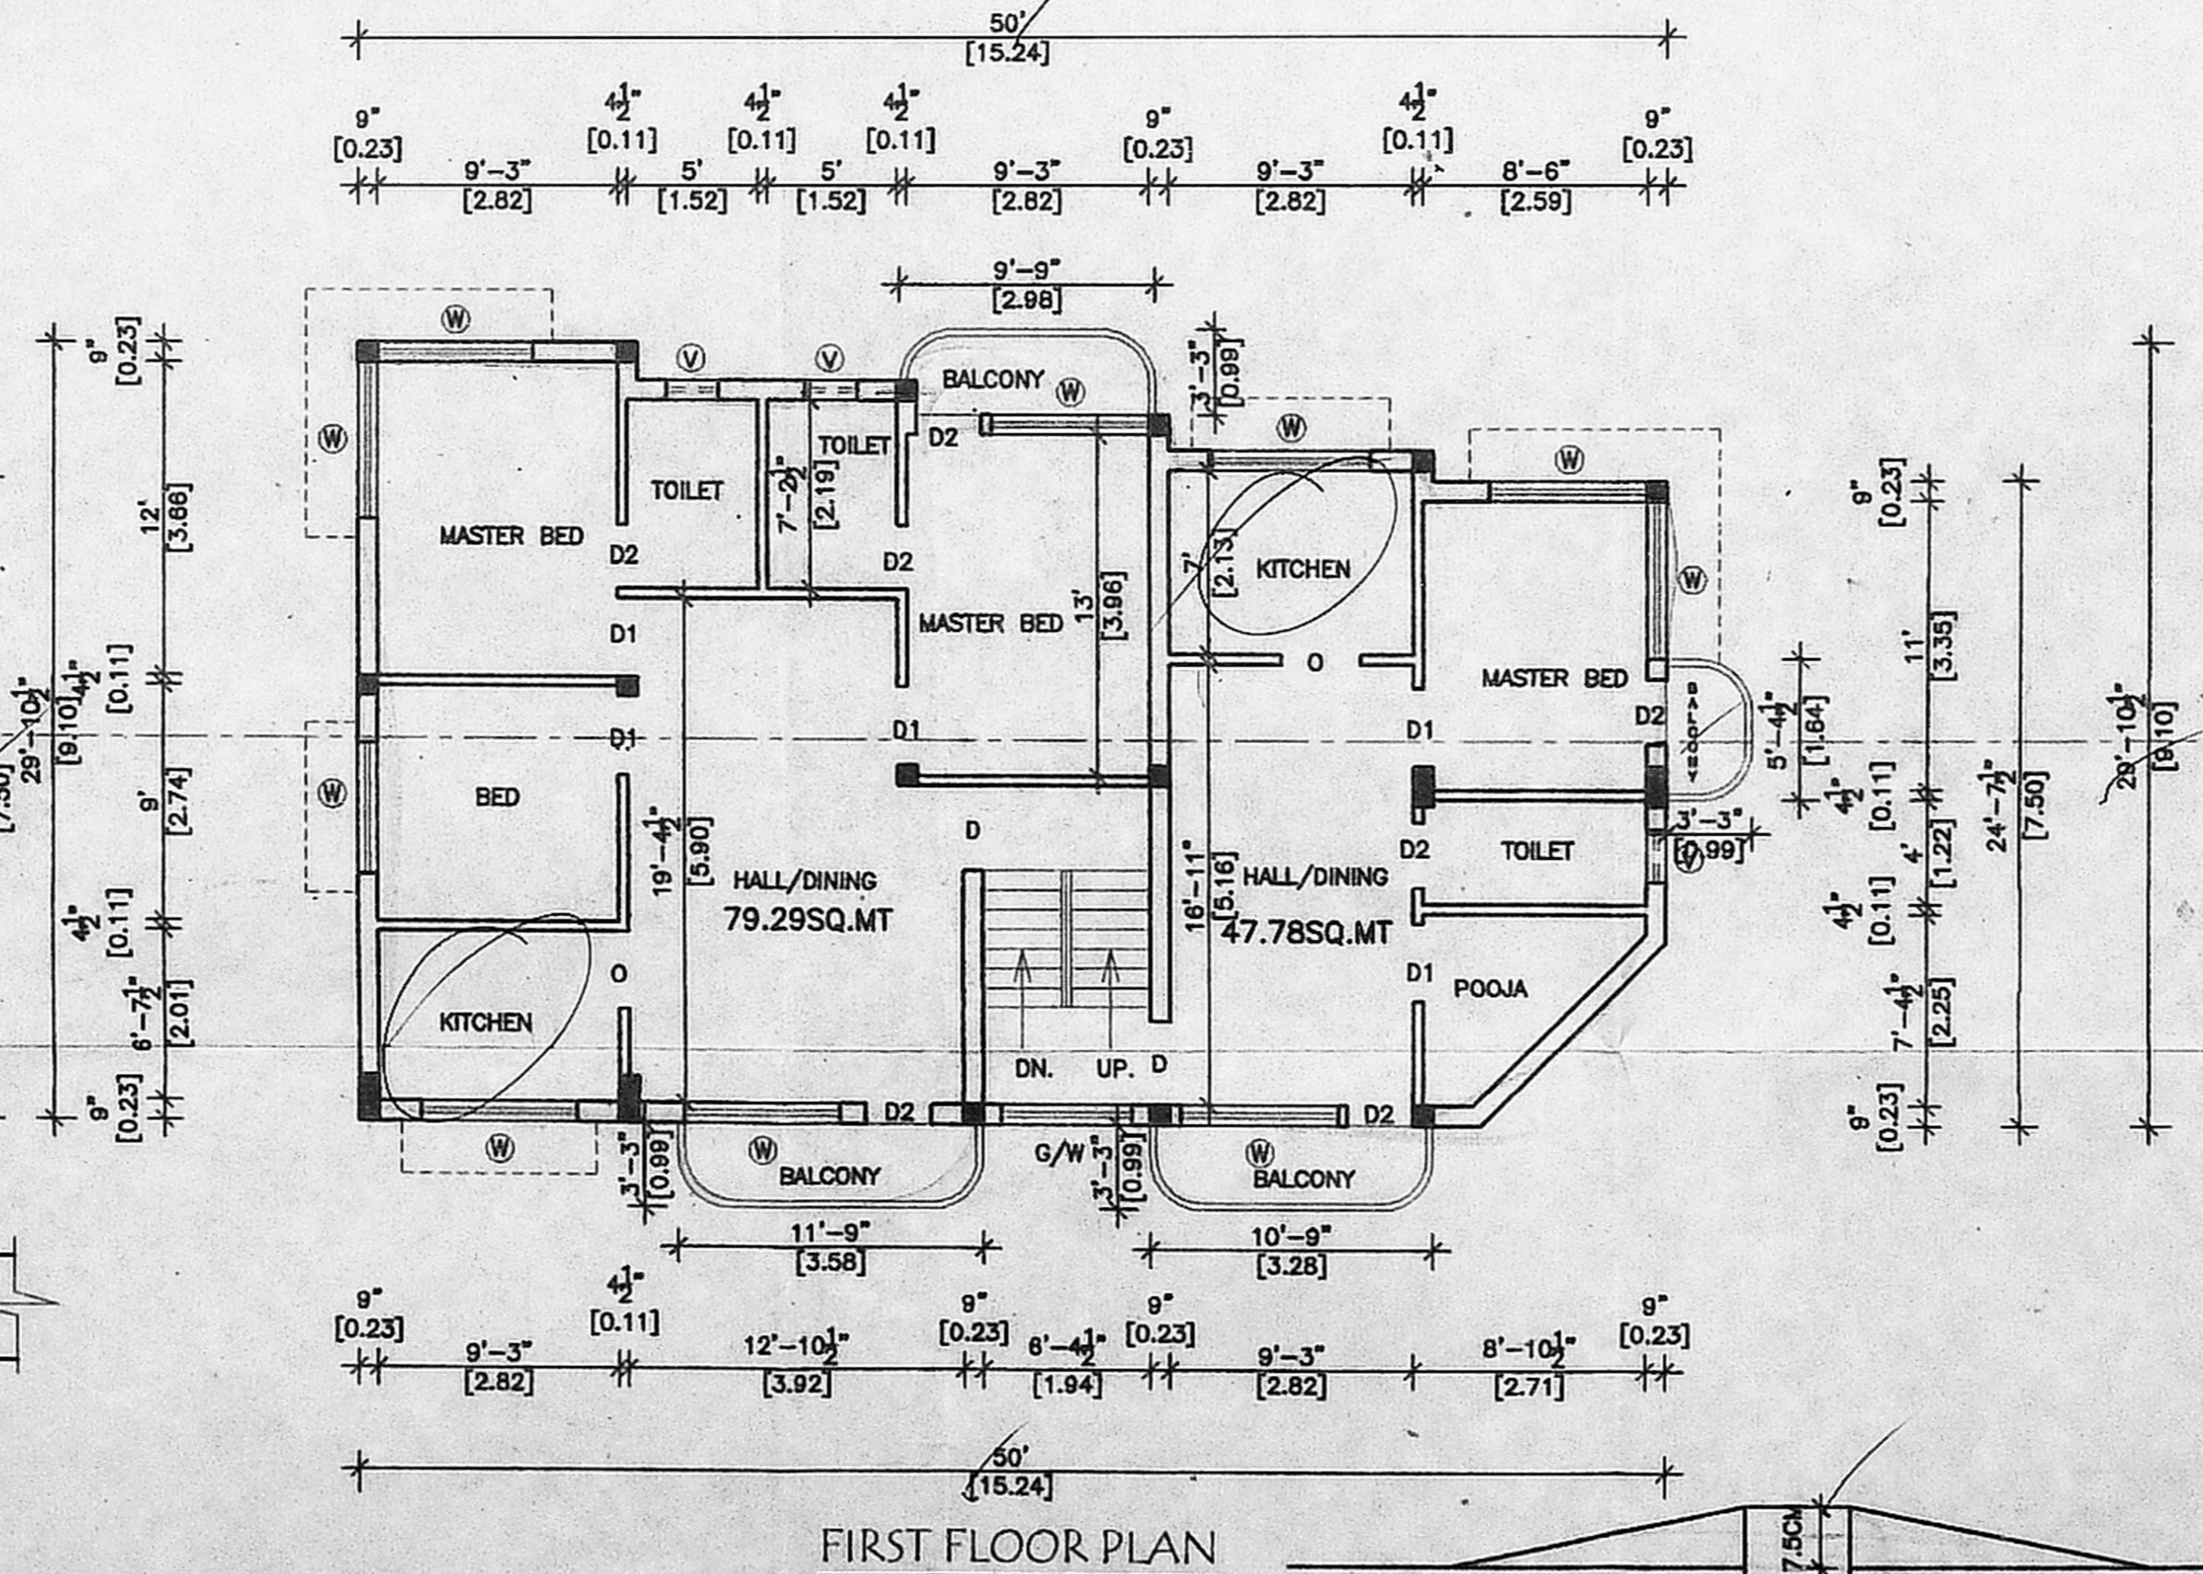 50'
[15.24]
4½" 4½" 4½" 4½"
9" [0.11] [0.11] [0.11] 9" [0.11] 9"
[0.23] [0.23] [0.23]
9'-3" 5' 5' 9'-3" 9'-3" 8'-6"
[2.82] [1.52] [1.52] [2.82] [2.82] [2.59]
9'-9"
[2.98]
W
9"
[0.23]
V V
BALCONY W
3'-3"
[0.99]
W
W
W
D2
TOILET
TOILET
7'-2½"
[2.19]
12'
[3.66]
MASTER BED
D2
D2
D1
MASTER BED
13'
[3.96]
7'
[2.13]
KITCHEN
O
W
9"
[0.23]
11'
[3.35]
MASTER BED
D2
BALCONY
5'-4½"
[1.64]
29'-10½"
[9.10]
4½"
[0.11]
D1
D1
D1
[7.50]
29'-10½"
[9.10]
W
9'
[2.74]
BED
19'-4½"
[5.90]
D
HALL/DINING
79.29SQ.MT
16'-11"
[5.16]
HALL/DINING
47.78SQ.MT
D2
TOILET
3'-3"
[0.99]
V
4½"
[0.11]
4'
[1.22]
24'-7½"
[7.50]
4½"
[0.11]
4½"
[0.11]
6'-7½"
[2.01]
KITCHEN
O
DN. UP. D
D1
POOJA
7'-4½"
[2.25]
9"
[0.23]
9"
[0.23]
D2 D2
W
3'-3"
[0.99]
W
BALCONY
G/W
3'-3"
[0.99]
W
BALCONY
11'-9"
[3.58]
10'-9"
[3.28]
9" 4½" 9" 9" 9"
[0.23] [0.11] [0.23] [0.23] [0.23]
9'-3" 12'-10½" 6'-4½" 9'-3" 8'-10½"
[2.82] [3.92] [1.94] [2.82] [2.71]
50'
[15.24]
FIRST FLOOR PLAN
7.5CM